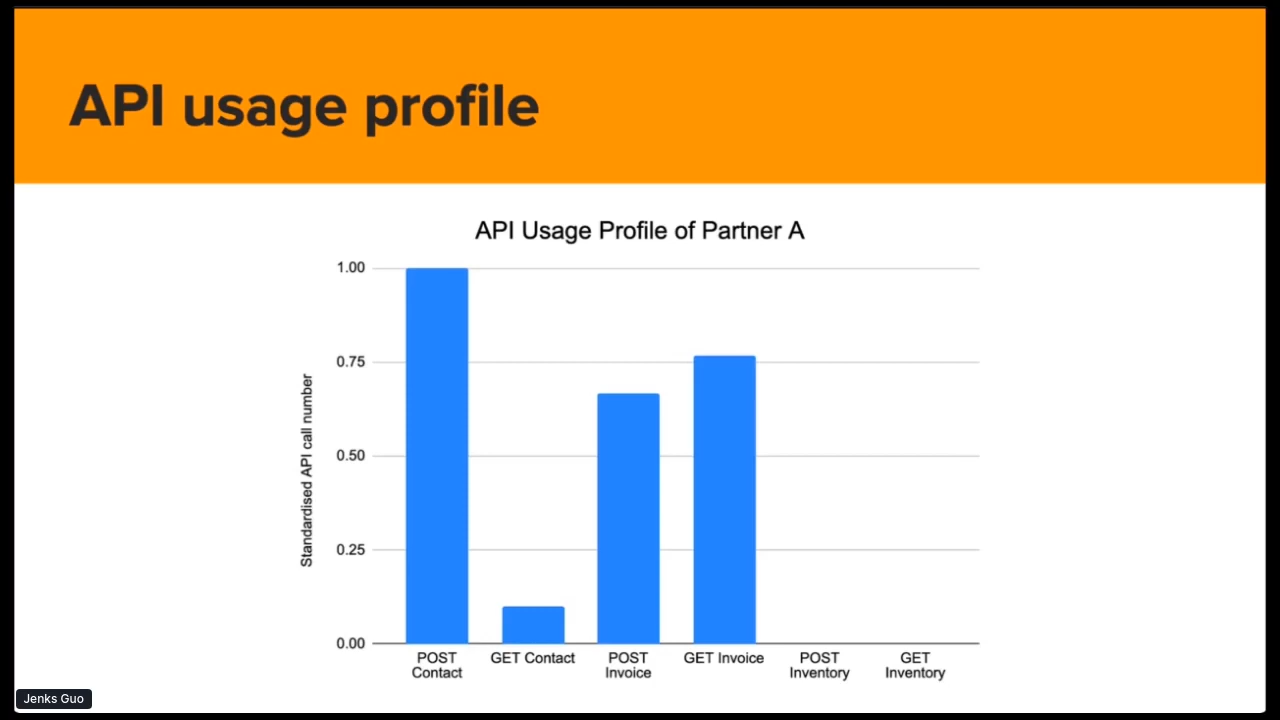 API usage profile
API Usage Profile of Partner A
Standardised API call number
1.00
0.75
0.50
0.25
0.00
POST
Contact
GET Contact
POST
Invoice
GET Invoice
POST
Inventory
GET
Inventory
Jenks Guo